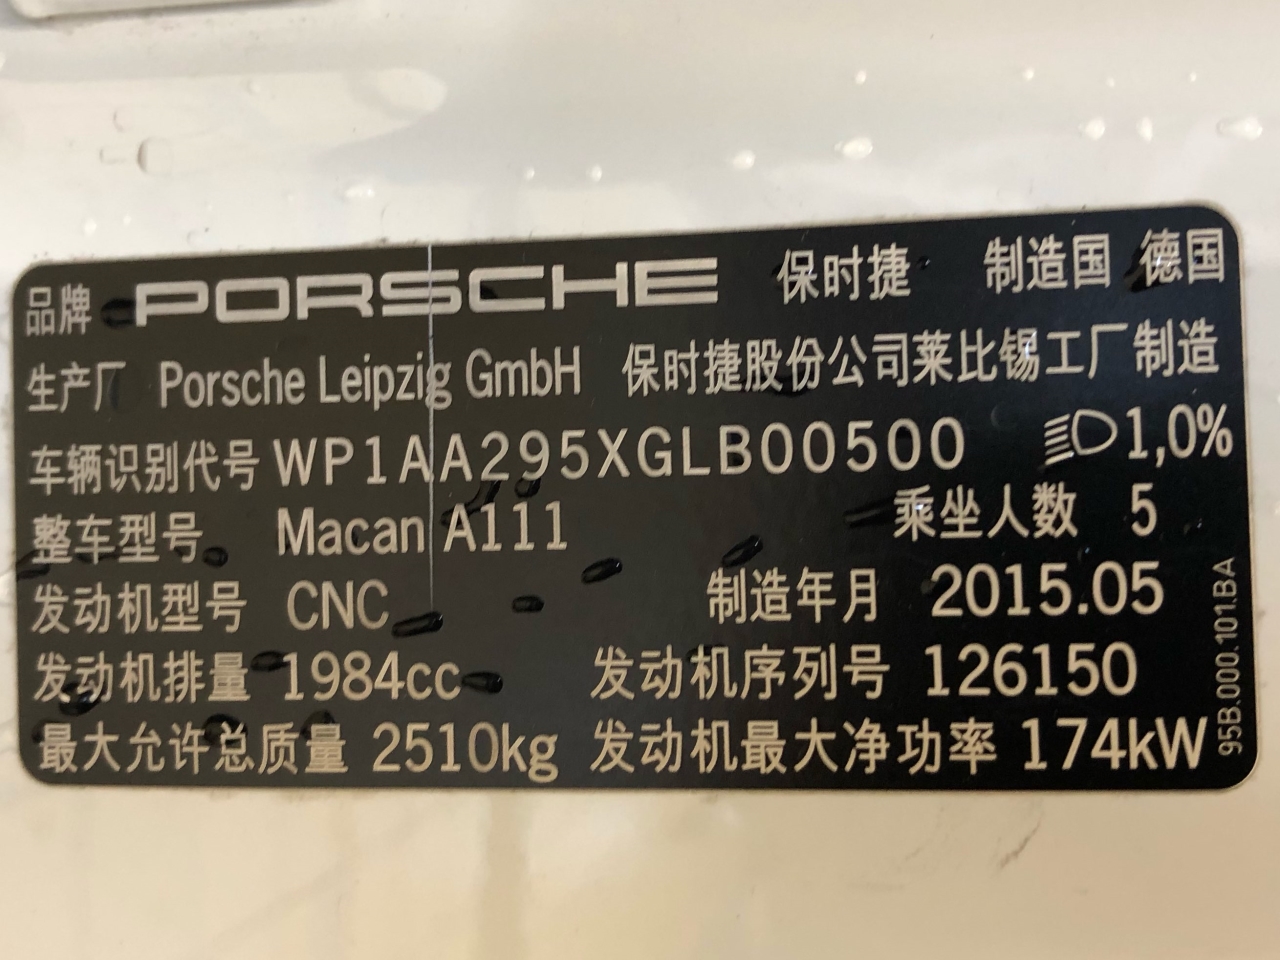 品牌 PORSCHE 保时捷 制造国 德国
生产厂 Porsche Leipzig GmbH 保时捷股份公司莱比锡工厂制造
车辆识别代号 WP1AA295XGLB00500 1,0%
整车型号 Macan A111 乘坐人数 5
发动机型号 CNC 制造年月 2015.05
发动机排量 1984cc 发动机序列号 126150
最大允许总质量 2510kg 发动机最大净功率 174kW
95B.000.101.BA